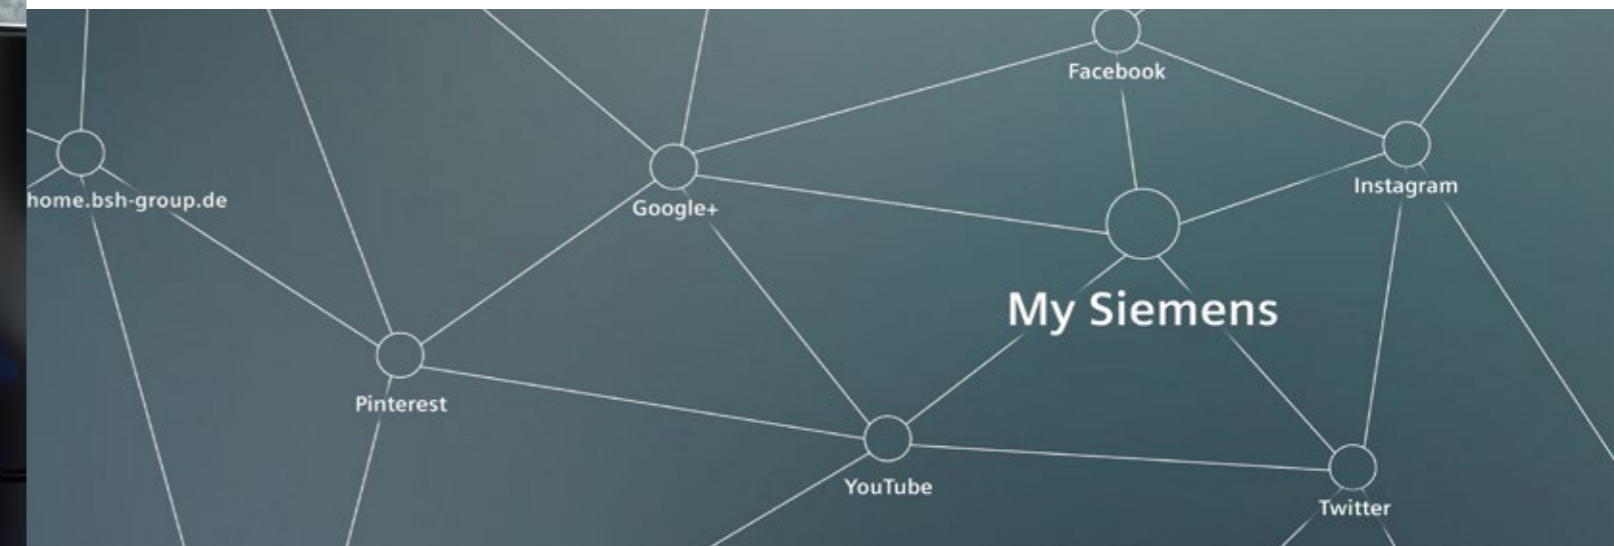 Facebook
Instagram
home.bsh-group.de
Google+
My Siemens
Pinterest
YouTube
Twitter